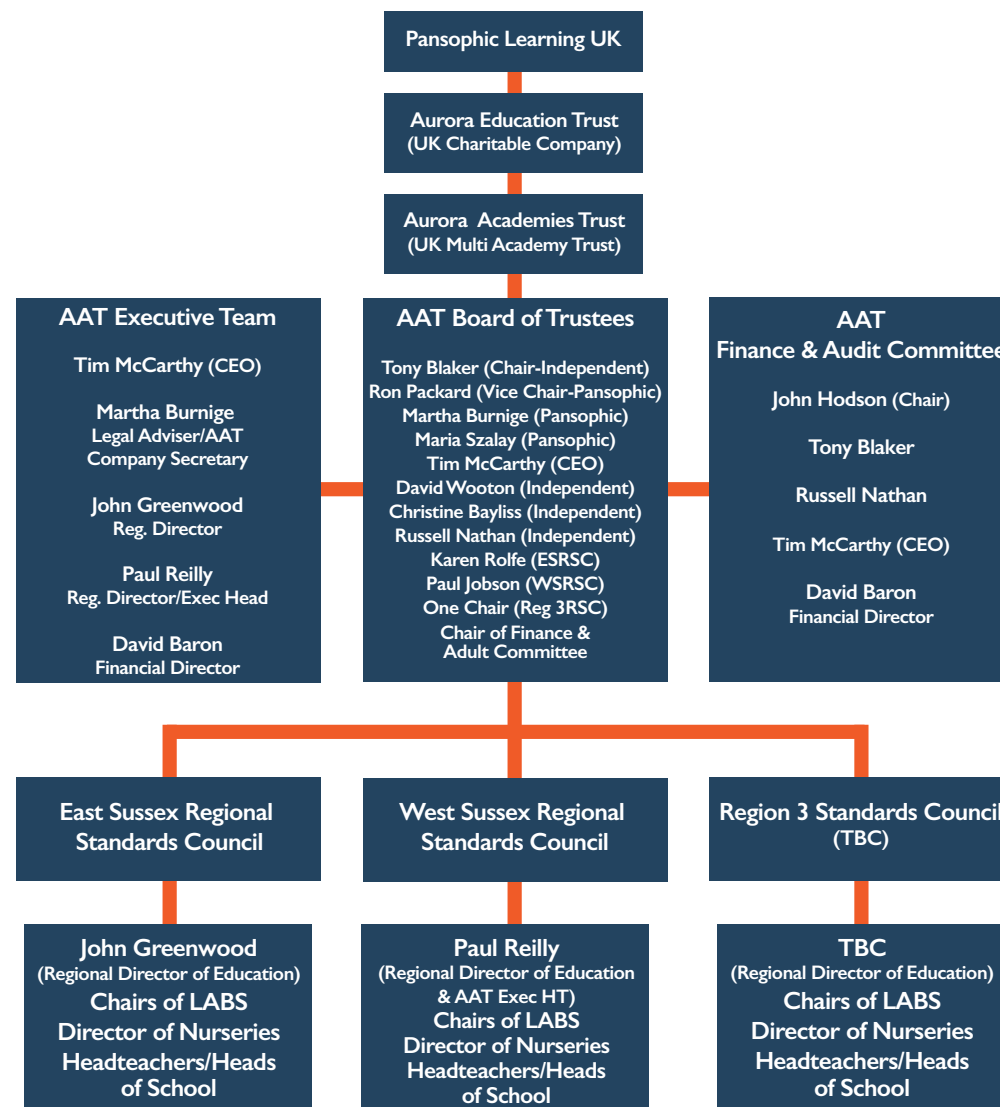 Pansophic Learning UK
Aurora Education Trust
(UK Charitable Company)
Aurora Academies Trust
(UK Multi Academy Trust)
AAT Executive Team
Tim McCarthy (CEO)
Martha Burnige
Legal Adviser/AAT
Company Secretary
John Greenwood
Reg. Director
Paul Reilly
Reg. Director/Exec Head
David Baron
Financial Director
AAT Board of Trustees
Tony Blaker (Chair-Independent)
Ron Packard (Vice Chair-Pansophic)
Martha Burnige (Pansophic)
Maria Szalay (Pansophic)
Tim McCarthy (CEO)
David Wooton (Independent)
Christine Bayliss (Independent)
Russell Nathan (Independent)
Karen Rolfe (ESRSC)
Paul Jobson (WSRSC)
One Chair (Reg 3RSC)
Chair of Finance &
Adult Committee
AAT
Finance & Audit Committee
John Hodson (Chair)
Tony Blaker
Russell Nathan
Tim McCarthy (CEO)
David Baron
Financial Director
East Sussex Regional
Standards Council
West Sussex Regional
Standards Council
Region 3 Standards Council
(TBC)
John Greenwood
(Regional Director of Education)
Chairs of LABS
Director of Nurseries
Headteachers/Heads
of School
Paul Reilly
(Regional Director of Education
& AAT Exec HT)
Chairs of LABS
Director of Nurseries
Headteachers/Heads
of School
TBC
(Regional Director of Education)
Chairs of LABS
Director of Nurseries
Headteachers/Heads
of School